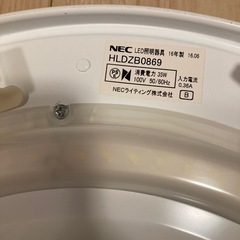 NEC LED照明器具 16年製 16.06
HLDZB0869
消費電力 35W
100V 50/60Hz
入力電流
0.36A
NECライティング株式会社 B